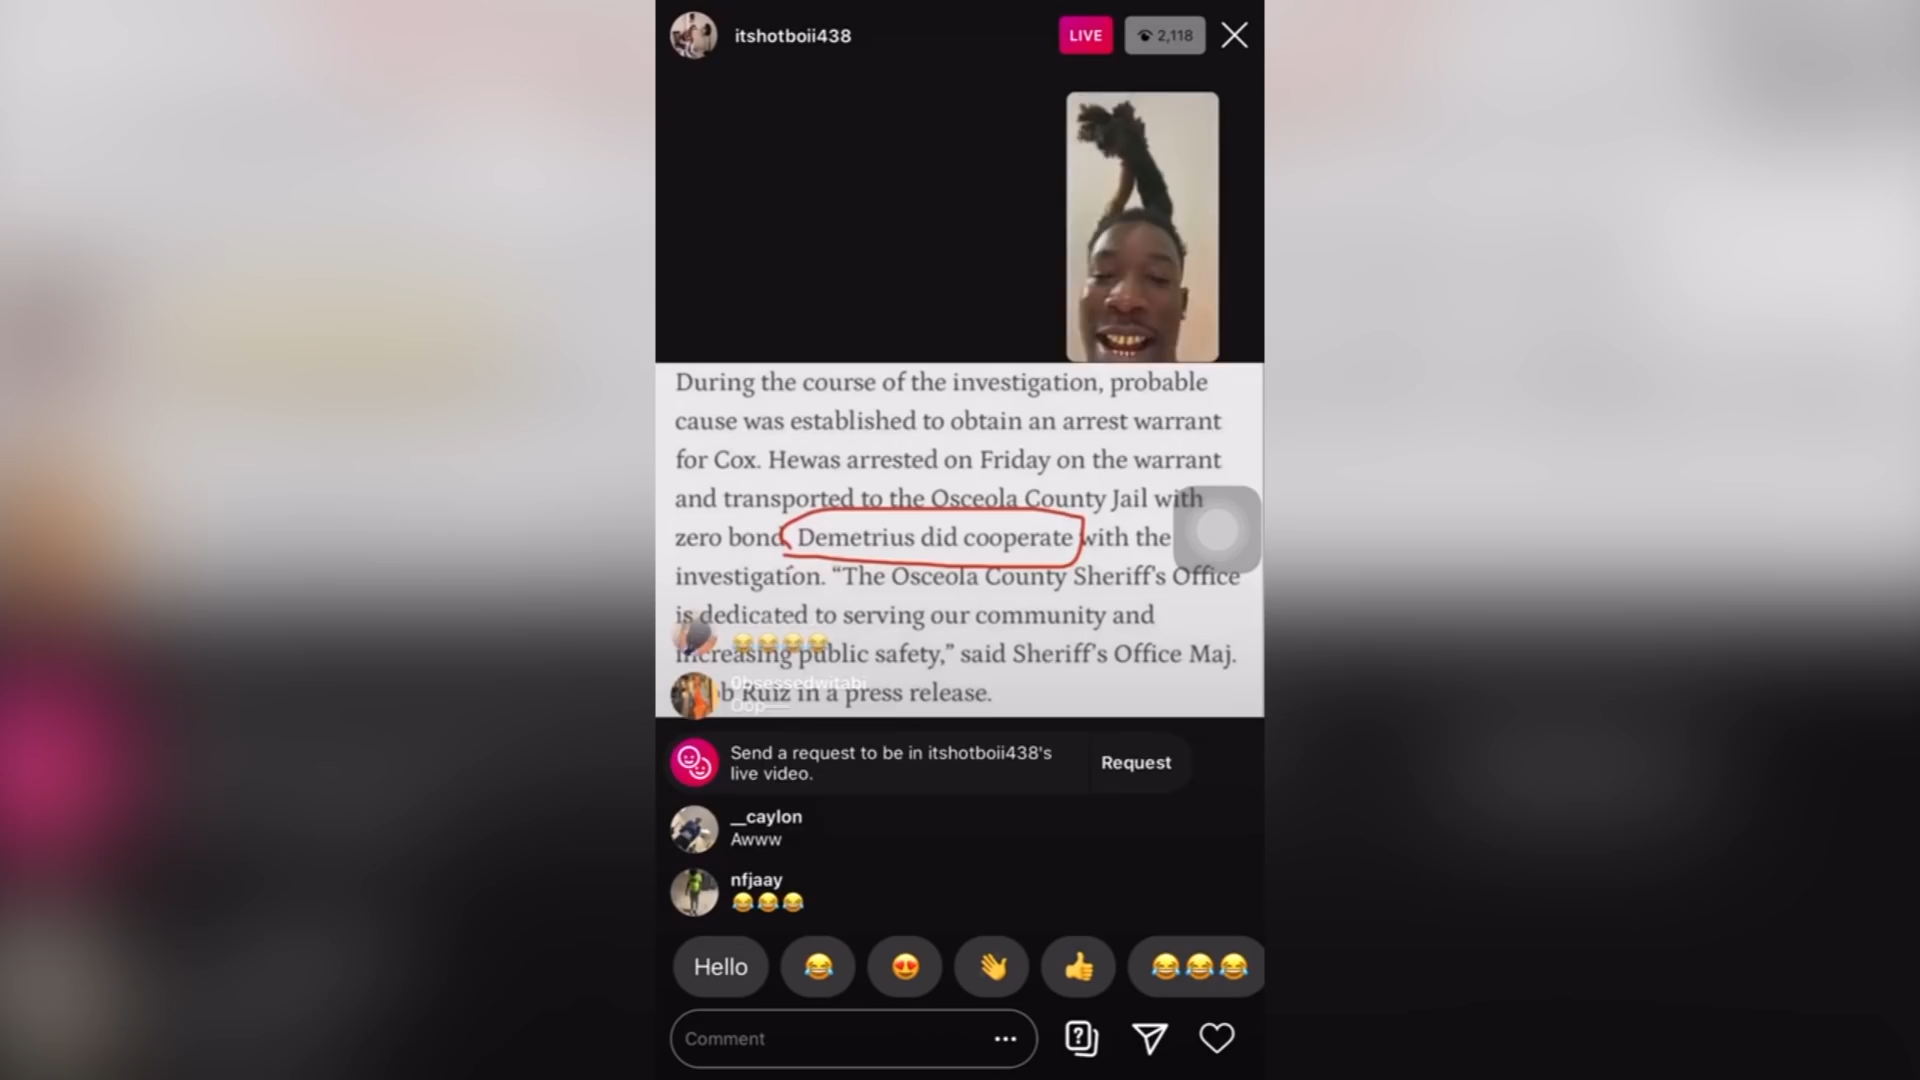 itshotboii438
LIVE
2,118
During the course of the investigation, probable
cause was established to obtain an arrest warrant
for Cox. Hewas arrested on Friday on the warrant
and transported to the Osceola County Jail with
zero bond. Demetrius did cooperate with the
investigation. “The Osceola County Sheriff's Office
is dedicated to serving our community and
😂😂😂😂
increasing public safety,” said Sheriff's Office Maj.
0bsessedwitabi
b Ruiz in a press release.
Oop—
Send a request to be in itshotboii438's
live video.
Request
__caylon
Awww
nfjaay
😂😂😂
Hello 😂 😍 👋 👍 😂😂😂
Comment